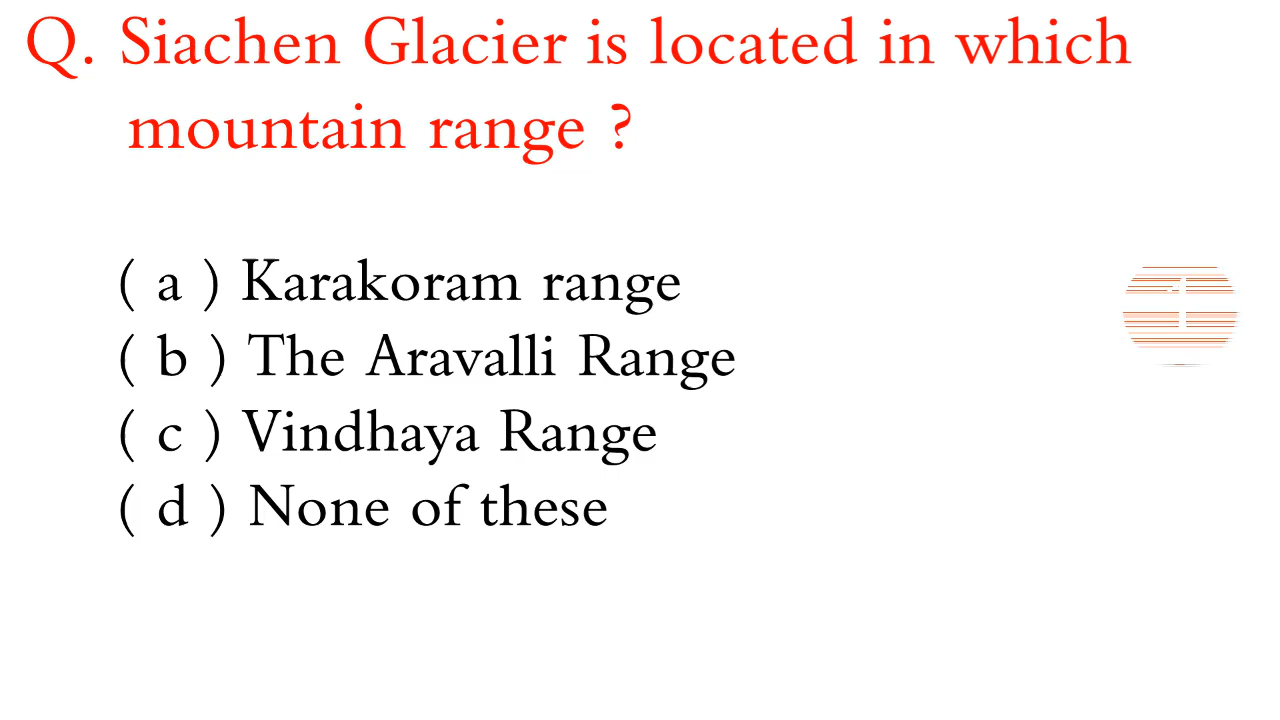 Q. Siachen Glacier is located in which
mountain range ?
( a ) Karakoram range
( b ) The Aravalli Range
( c ) Vindhaya Range
( d ) None of these